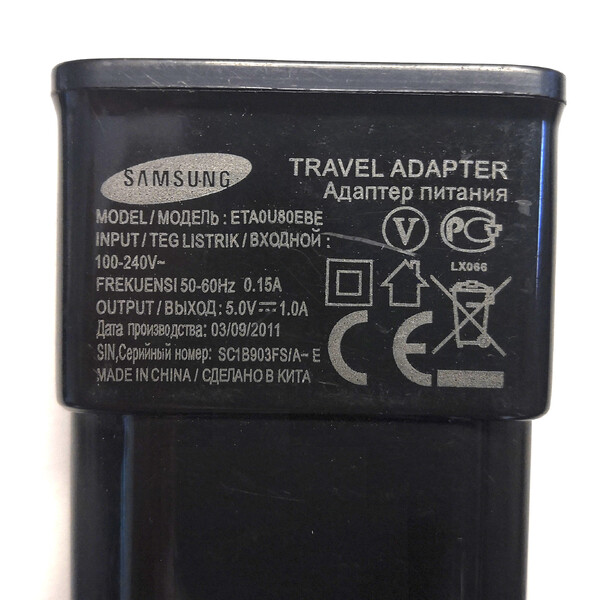 SAMSUNG
TRAVEL ADAPTER
Адаптер питания
MODEL / МОДЕЛЬ : ETA0U80EBE
INPUT / TEG LISTRIK / ВХОДНОЙ :
100-240V~
FREKUENSI 50-60Hz 0.15A
OUTPUT / ВЫХОД: 5.0V⎓1.0A
Дата производства: 03/09/2011
SIN,Серийный номер: SC1B903FS/A-E
MADE IN CHINA / СДЕЛАНО В КИТА
V
PCT
LX066
CE